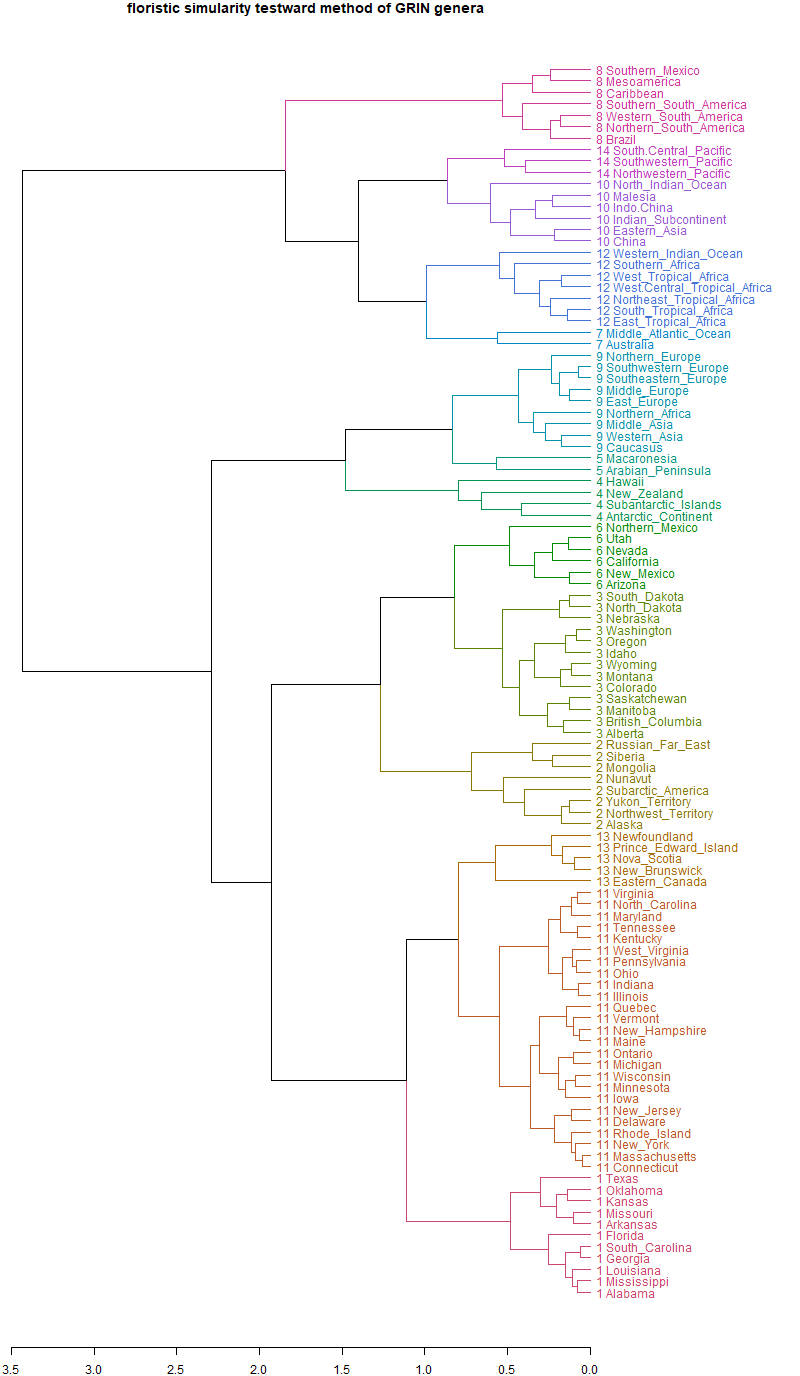 floristic simularity testward method of GRIN genera
8 Southern_Mexico
8 Mesoamerica
8 Caribbean
8 Southern_South_America
8 Western_South_America
8 Northern_South_America
8 Brazil
14 South.Central_Pacific
14 Southwestern_Pacific
14 Northwestern_Pacific
10 North_Indian_Ocean
10 Malesia
10 Indo.China
10 Indian_Subcontinent
10 Eastern_Asia
10 China
12 Western_Indian_Ocean
12 Southern_Africa
12 West_Tropical_Africa
12 West.Central_Tropical_Africa
12 Northeast_Tropical_Africa
12 South_Tropical_Africa
12 East_Tropical_Africa
7 Middle_Atlantic_Ocean
7 Australia
9 Northern_Europe
9 Southwestern_Europe
9 Southeastern_Europe
9 Middle_Europe
9 East_Europe
9 Northern_Africa
9 Middle_Asia
9 Western_Asia
9 Caucasus
5 Macaronesia
5 Arabian_Peninsula
4 Hawaii
4 New_Zealand
4 Subantarctic_Islands
4 Antarctic_Continent
6 Northern_Mexico
6 Utah
6 Nevada
6 California
6 New_Mexico
6 Arizona
3 South_Dakota
3 North_Dakota
3 Nebraska
3 Washington
3 Oregon
3 Idaho
3 Wyoming
3 Montana
3 Colorado
3 Saskatchewan
3 Manitoba
3 British_Columbia
3 Alberta
2 Russian_Far_East
2 Siberia
2 Mongolia
2 Nunavut
2 Subarctic_America
2 Yukon_Territory
2 Northwest_Territory
2 Alaska
13 Newfoundland
13 Prince_Edward_Island
13 Nova_Scotia
13 New_Brunswick
13 Eastern_Canada
11 Virginia
11 North_Carolina
11 Maryland
11 Tennessee
11 Kentucky
11 West_Virginia
11 Pennsylvania
11 Ohio
11 Indiana
11 Illinois
11 Quebec
11 Vermont
11 New_Hampshire
11 Maine
11 Ontario
11 Michigan
11 Wisconsin
11 Minnesota
11 Iowa
11 New_Jersey
11 Delaware
11 Rhode_Island
11 New_York
11 Massachusetts
11 Connecticut
1 Texas
1 Oklahoma
1 Kansas
1 Missouri
1 Arkansas
1 Florida
1 South_Carolina
1 Georgia
1 Louisiana
1 Mississippi
1 Alabama
3.5 3.0 2.5 2.0 1.5 1.0 0.5 0.0